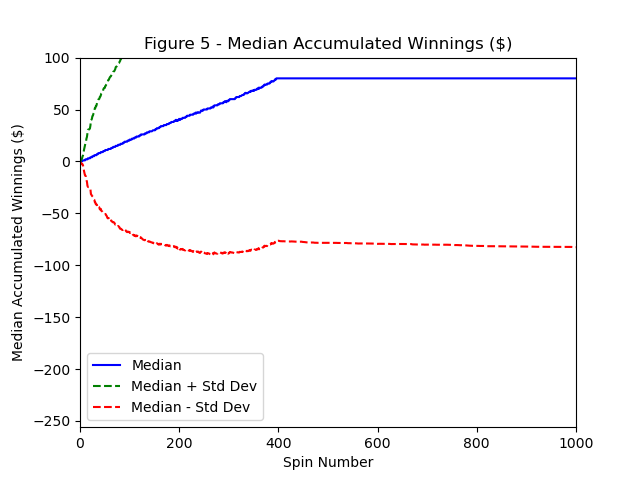 Figure 5 - Median Accumulated Winnings ($)
100
50
0
−50
−100
−150
−200
−250
Median Accumulated Winnings ($)
Median
Median + Std Dev
Median - Std Dev
0 200 400 600 800 1000
Spin Number